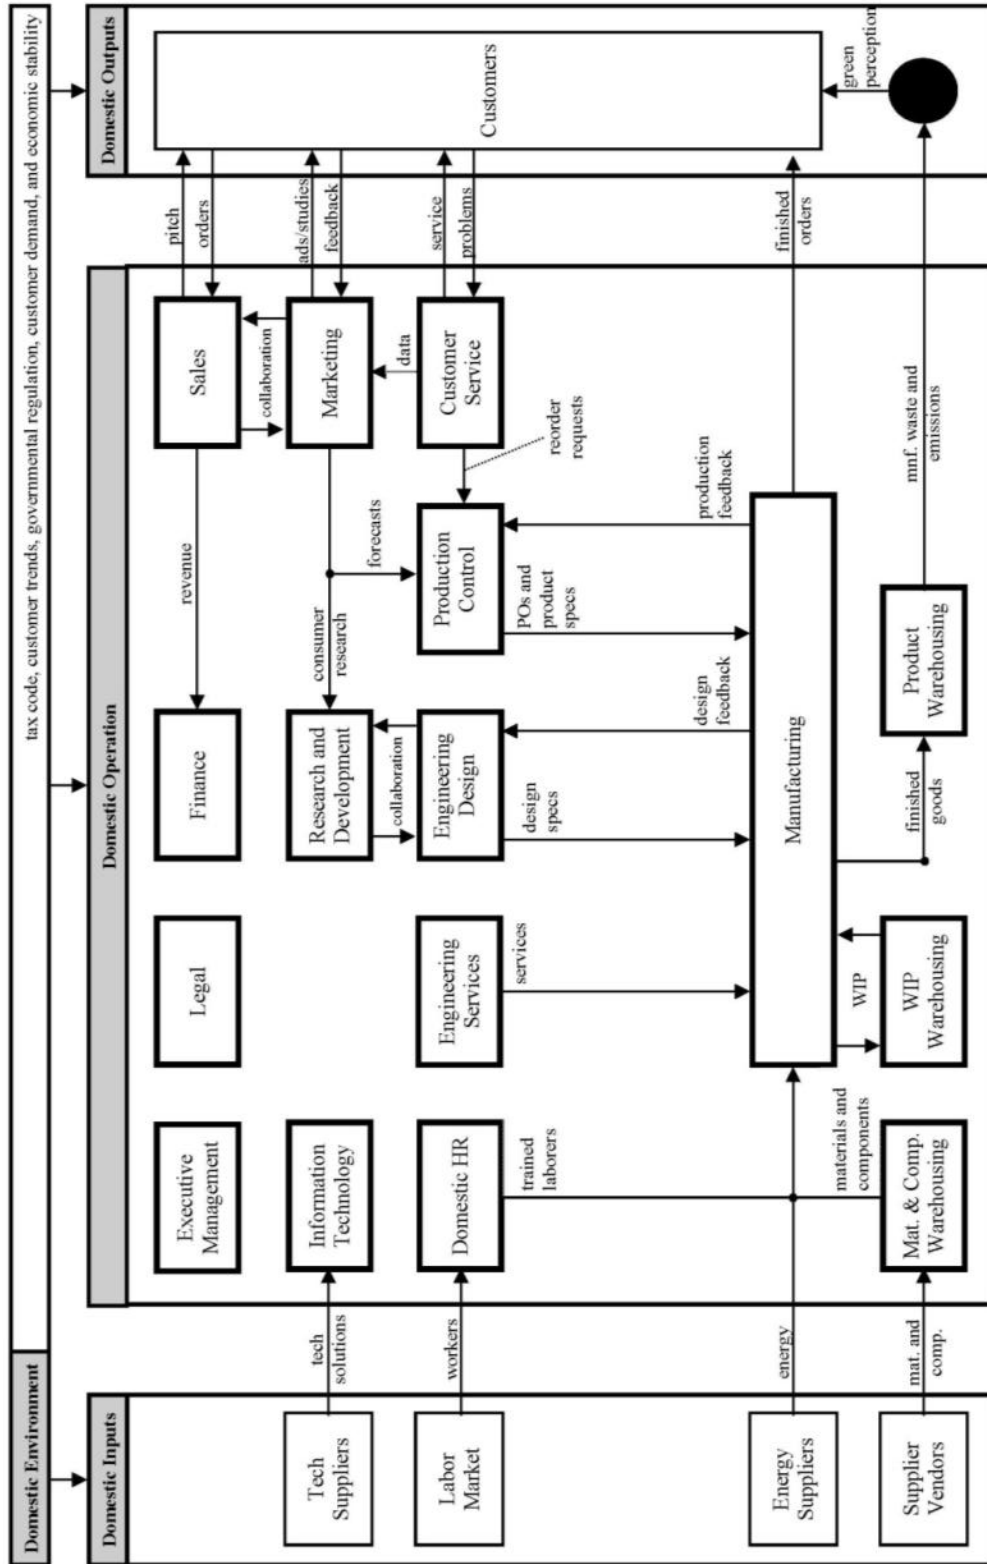 Domestic Environment
tax code, customer trends, governmental regulation, customer demand, and economic stability
Domestic Inputs
Domestic Operation
Domestic Outputs
Tech
Suppliers
Labor
Market
Energy
Suppliers
Supplier
Vendors
tech
solutions
workers
energy
mat. and
comp.
Executive
Management
Legal
Finance
revenue
Sales
collaboration
Information
Technology
Research and
Development
consumer
research
Marketing
collaboration
forecasts
data
Domestic HR
Engineering
Services
Engineering
Design
Production
Control
Customer
Service
reorder
requests
trained
laborers
services
design
specs
design
feedback
POs and
product
specs
production
feedback
Manufacturing
materials and
components
WIP
finished
goods
Mat. & Comp.
Warehousing
WIP
Warehousing
Product
Warehousing
mnf. waste and
emissions
pitch
orders
ads/studies
feedback
service
problems
finished
orders
Customers
green
perception